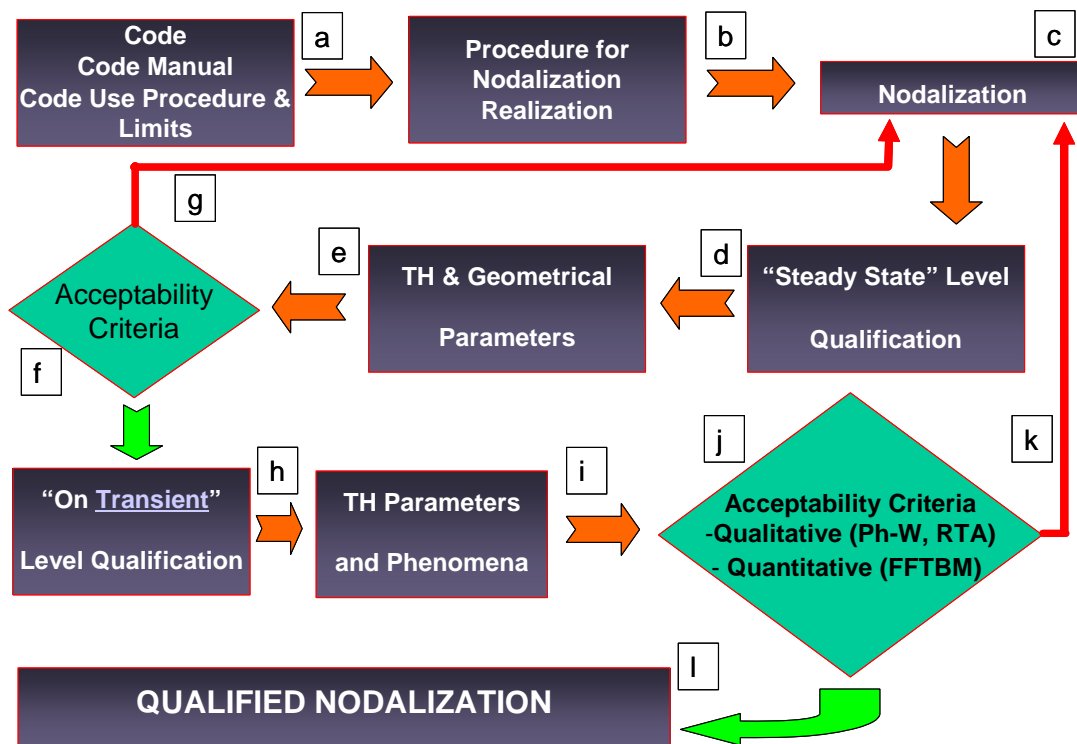 a
b
c
Code
Code Manual
Code Use Procedure &
Limits
Procedure for
Nodalization
Realization
Nodalization
g
e
d
Acceptability
Criteria
TH & Geometrical
Parameters
“Steady State” Level
Qualification
f
j
k
h
i
“On Transient”
Level Qualification
TH Parameters
and Phenomena
Acceptability Criteria
-Qualitative (Ph-W, RTA)
- Quantitative (FFTBM)
l
QUALIFIED NODALIZATION